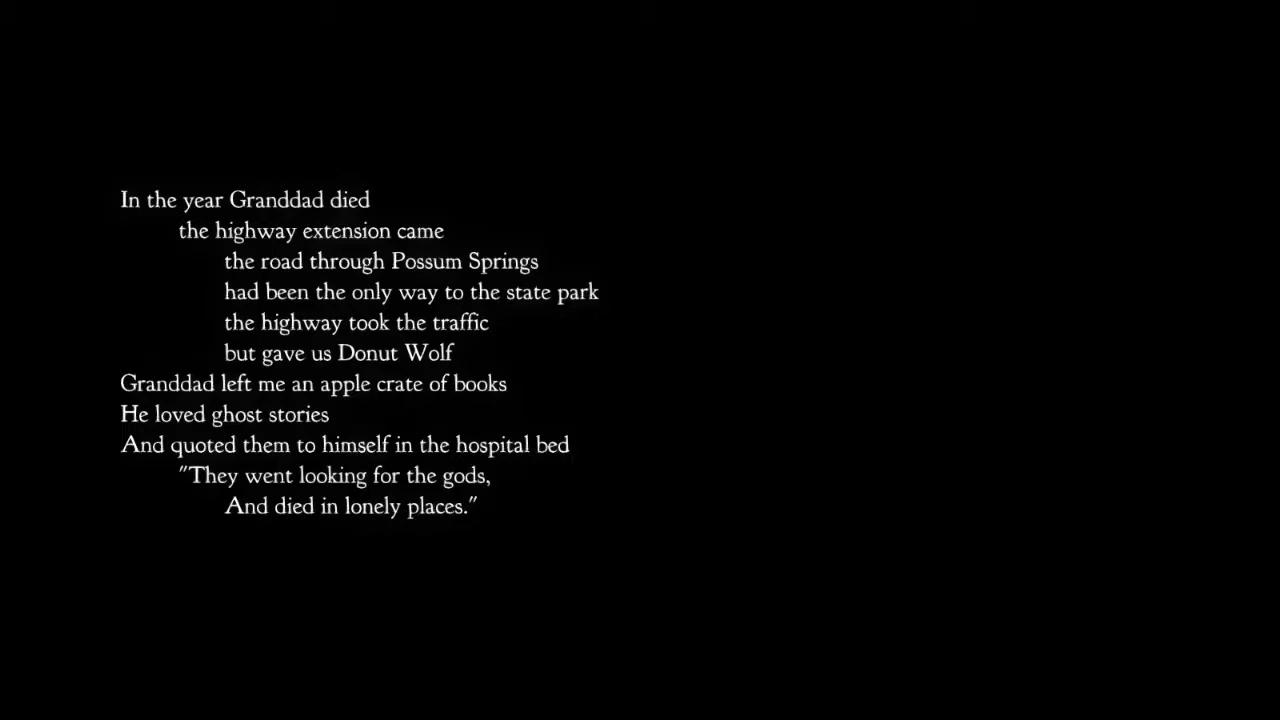 In the year Granddad died
the highway extension came
the road through Possum Springs
had been the only way to the state park
the highway took the traffic
but gave us Donut Wolf
Granddad left me an apple crate of books
He loved ghost stories
And quoted them to himself in the hospital bed
"They went looking for the gods,
And died in lonely places."